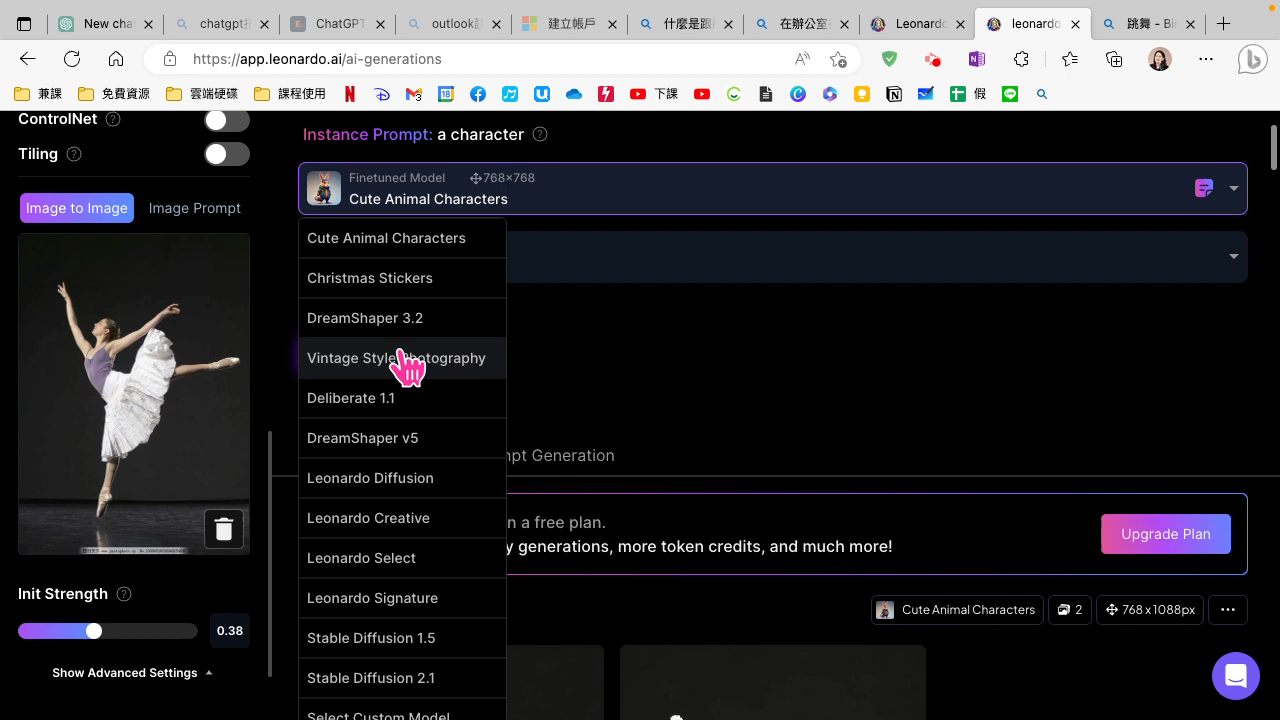 New chat
chatgpt
ChatGPT
outlook
建立帳戶
什麼是
在辦公室
Leonardo
leonardo
跳舞 - Bi
https://app.leonardo.ai/ai-generations
兼課
免費資源
雲端硬碟
課程使用
下課
假
ControlNet
Tiling
Image to Image
Image Prompt
Init Strength
0.38
Show Advanced Settings
Instance Prompt: a character
Finetuned Model
768×768
Cute Animal Characters
Cute Animal Characters
Christmas Stickers
DreamShaper 3.2
Vintage Style Photography
Deliberate 1.1
DreamShaper v5
Leonardo Diffusion
Leonardo Creative
Leonardo Select
Leonardo Signature
Stable Diffusion 1.5
Stable Diffusion 2.1
Select Custom Model
mpt Generation
n a free plan.
y generations, more token credits, and much more!
Upgrade Plan
Cute Animal Characters
2
768 x 1088px